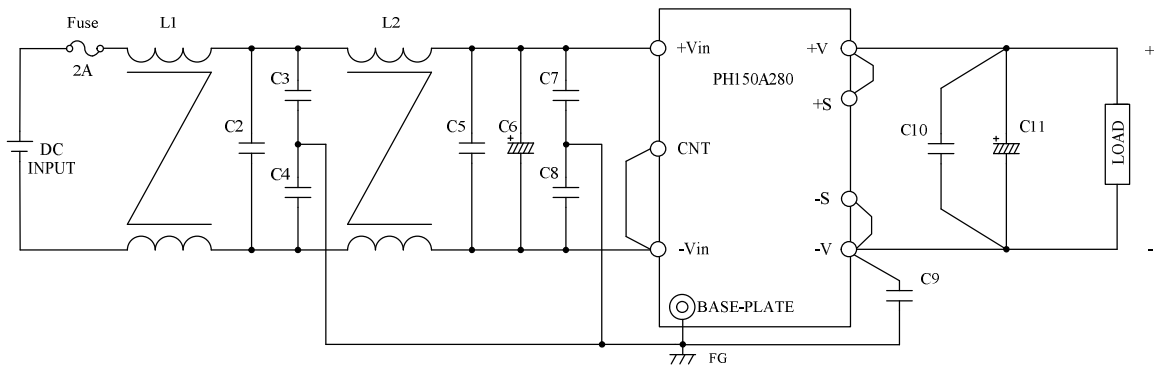 Fuse
2A
L1
L2
C2
C3
C4
C5
C6
+
C7
C8
DC
INPUT
+Vin
CNT
-Vin
PH150A280
+V
+S
-S
-V
BASE-PLATE
FG
C9
C10
C11
+
LOAD
+
-